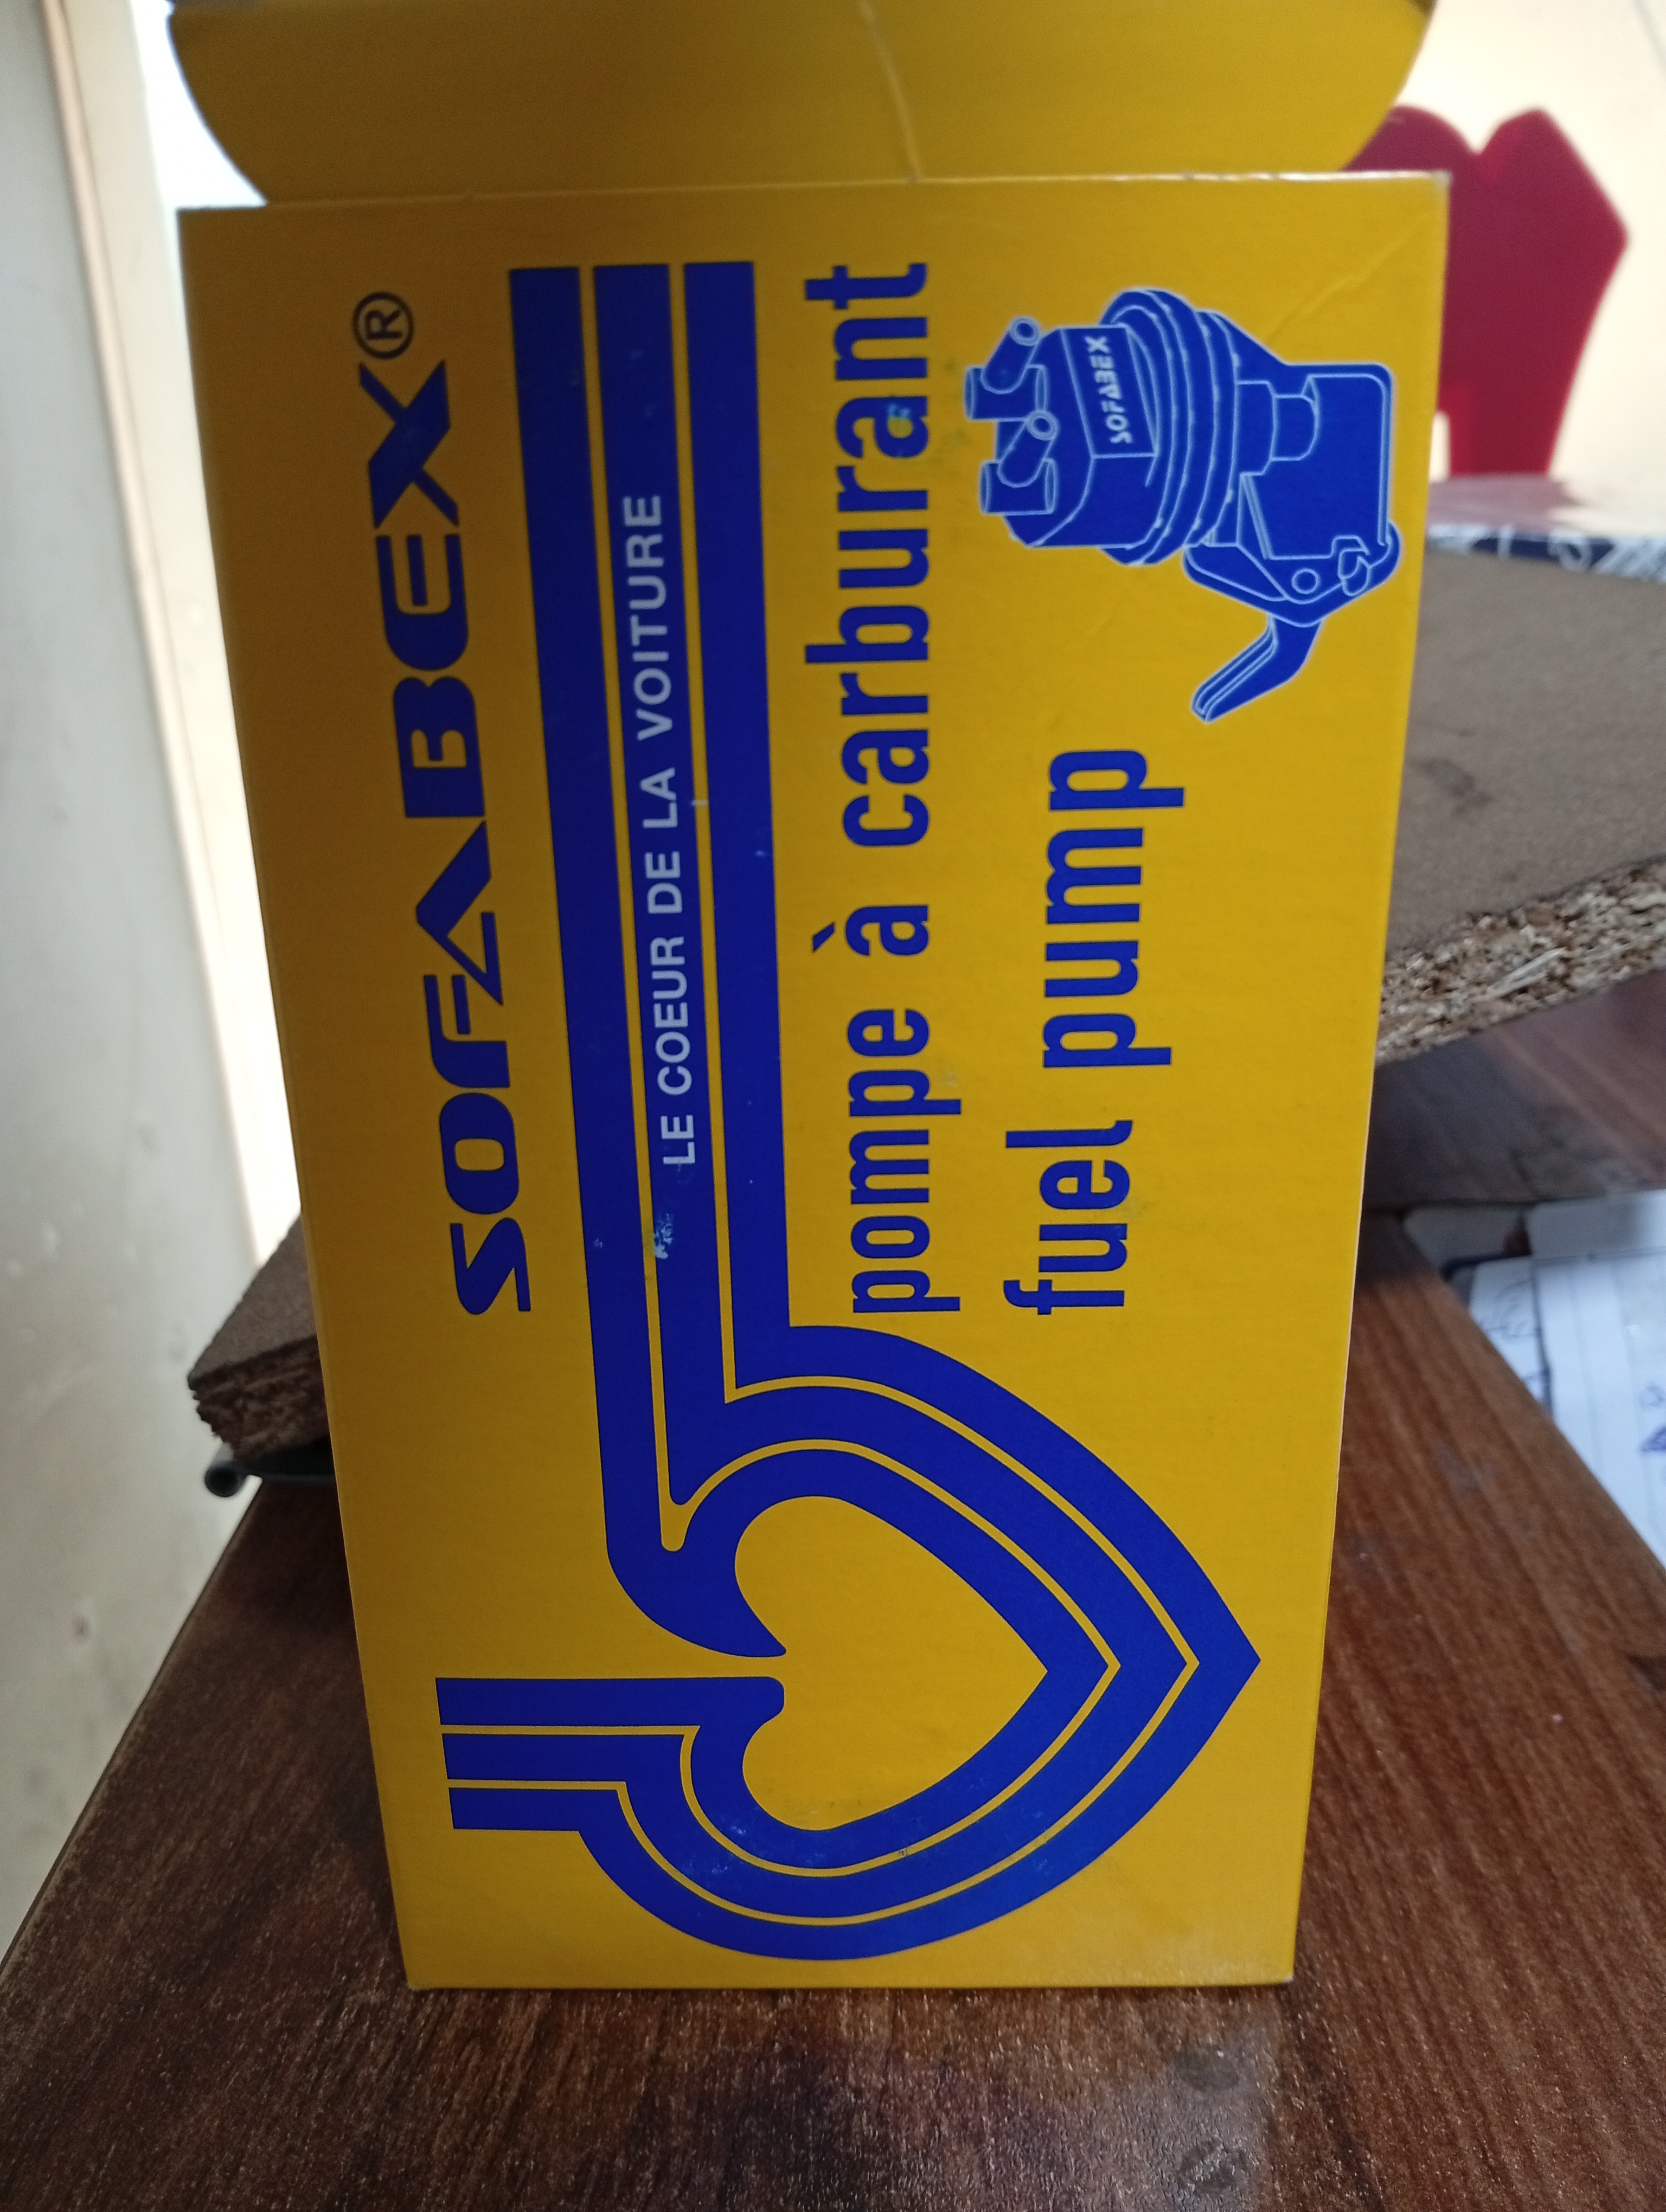 SOFABEX®
LE COEUR DE LA VOITURE
pompe à carburant
fuel pump
SOFABEX